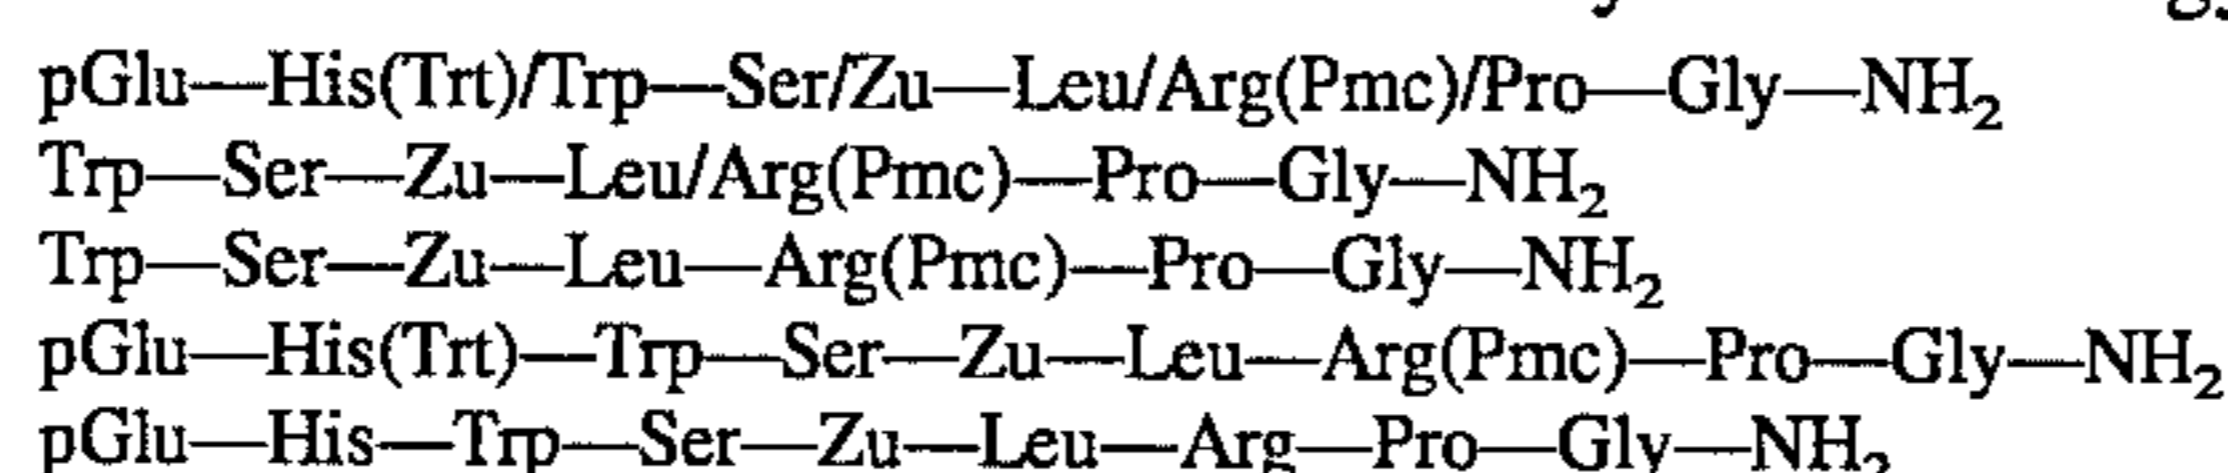 pGlu—His(Trt)/Trp—Ser/Zu—Leu/Arg(Pmc)/Pro—Gly—NH₂
Trp—Ser—Zu—Leu/Arg(Pmc)—Pro—Gly—NH₂
Trp—Ser—Zu—Leu—Arg(Pmc)—Pro—Gly—NH₂
pGlu—His(Trt)—Trp—Ser—Zu—Leu—Arg(Pmc)—Pro—Gly—NH₂
pGlu—His—Trp—Ser—Zu—Leu—Arg—Pro—Gly—NH₂